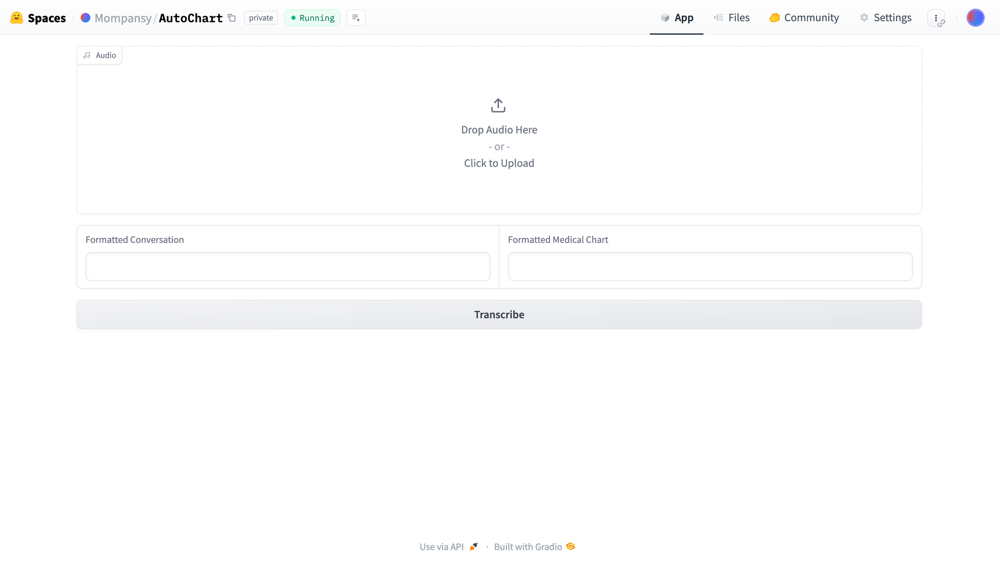 Spaces
Mompansy/AutoChart
private
Running
App
Files
Community
Settings
Audio
Drop Audio Here
- or -
Click to Upload
Formatted Conversation
Formatted Medical Chart
Transcribe
Use via API · Built with Gradio